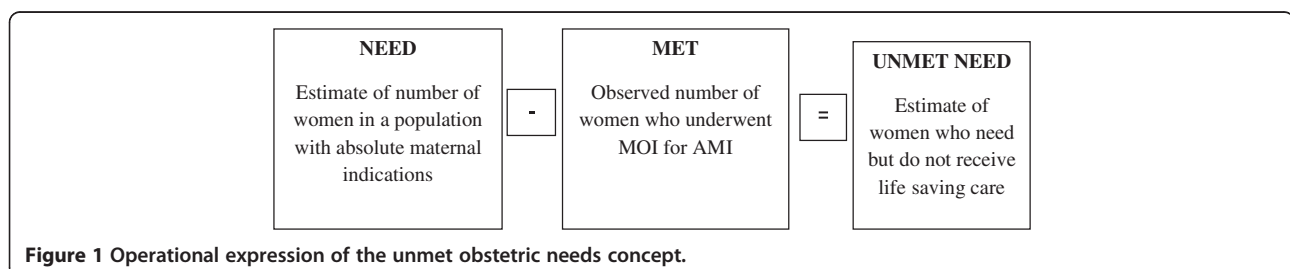 NEED
Estimate of number of
women in a population
with absolute maternal
indications
-
MET
Observed number of
women who underwent
MOI for AMI
=
UNMET NEED
Estimate of
women who need
but do not receive
life saving care
Figure 1 Operational expression of the unmet obstetric needs concept.